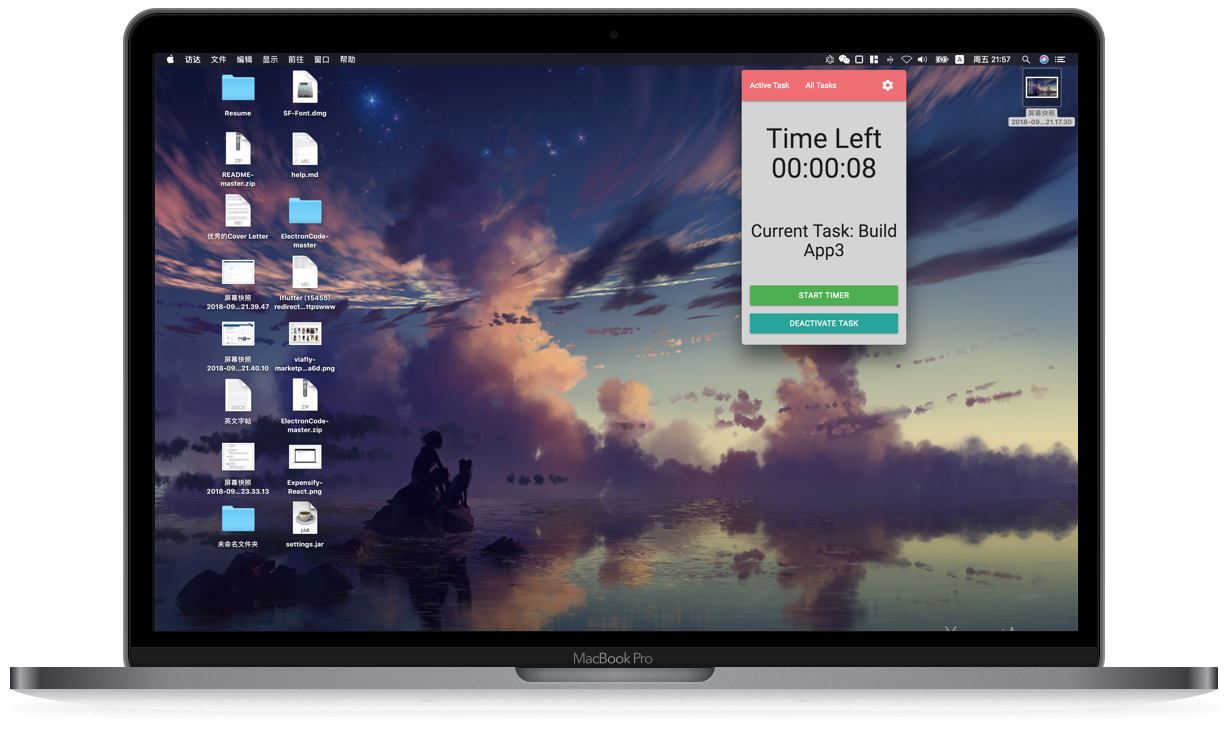 访达 文件 编辑 显示 前往 窗口 帮助
周五 21:57
Active Task All Tasks
Time Left
00:00:08
Current Task: Build
App3
START TIMER
DEACTIVATE TASK
屏幕快照
2018-09...21.17.30
Resume
SF-Font.dmg
ZIP
README-
master.zip
MD
help.md
MD
优秀的Cover Letter
ElectronCode-
master
屏幕快照
2018-09...21.39.47
MD
lflutter (15455)
redirect...ttpswww
屏幕快照
2018-09...21.40.10
viafly-
marketp...a6d.png
DOCX
英文字帖
ZIP
ElectronCode-
master.zip
屏幕快照
2018-09...23.33.13
Expensify-
React.png
未命名文件夹
JAR
settings.jar
MacBook Pro